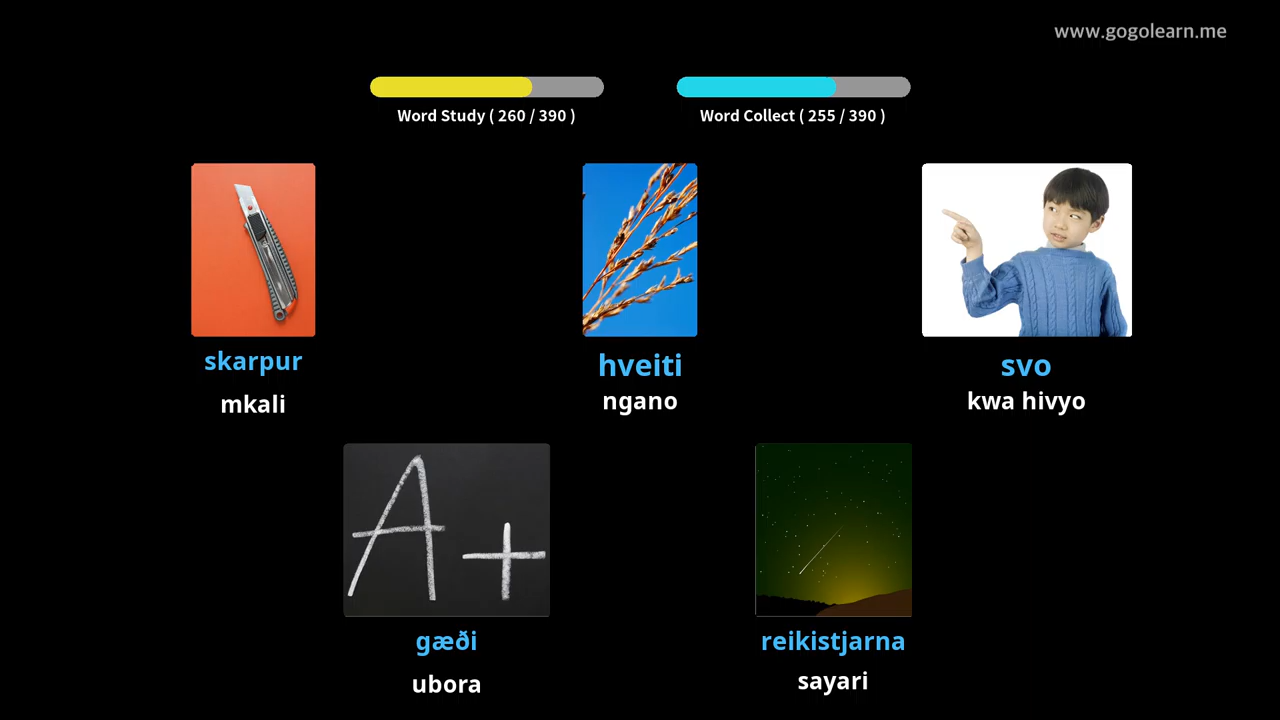 www.gogolearn.me
Word Study ( 260 / 390 )
Word Collect ( 255 / 390 )
skarpur
mkali
hveiti
ngano
svo
kwa hivyo
A+
gæði
ubora
reikistjarna
sayari